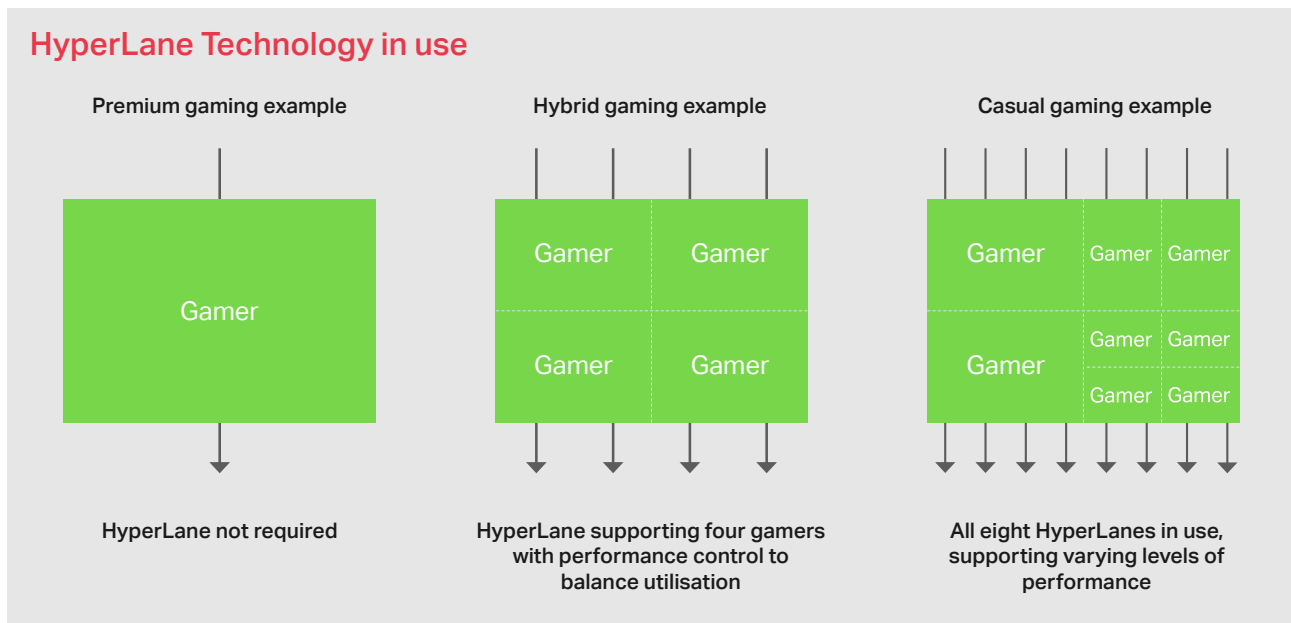 HyperLane Technology in use
Premium gaming example
Gamer
HyperLane not required
Hybrid gaming example
Gamer Gamer
Gamer Gamer
HyperLane supporting four gamers
with performance control to
balance utilisation
Casual gaming example
Gamer Gamer Gamer
Gamer Gamer Gamer
Gamer Gamer
All eight HyperLanes in use,
supporting varying levels of
performance